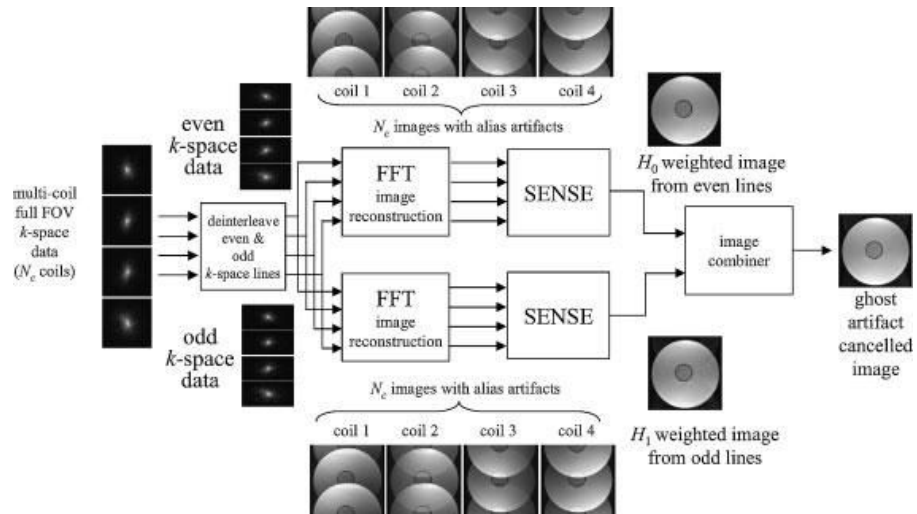 coil 1 coil 2 coil 3 coil 4
N_c images with alias artifacts
even
k-space
data
multi-coil
full FOV
k-space
data
(N_c coils)
deinterleave
even &
odd
k-space lines
FFT
image
reconstruction
SENSE
H_0 weighted image
from even lines
image
combiner
FFT
image
reconstruction
SENSE
ghost
artifact
cancelled
image
odd
k-space
data
N_c images with alias artifacts
coil 1 coil 2 coil 3 coil 4
H_1 weighted image
from odd lines